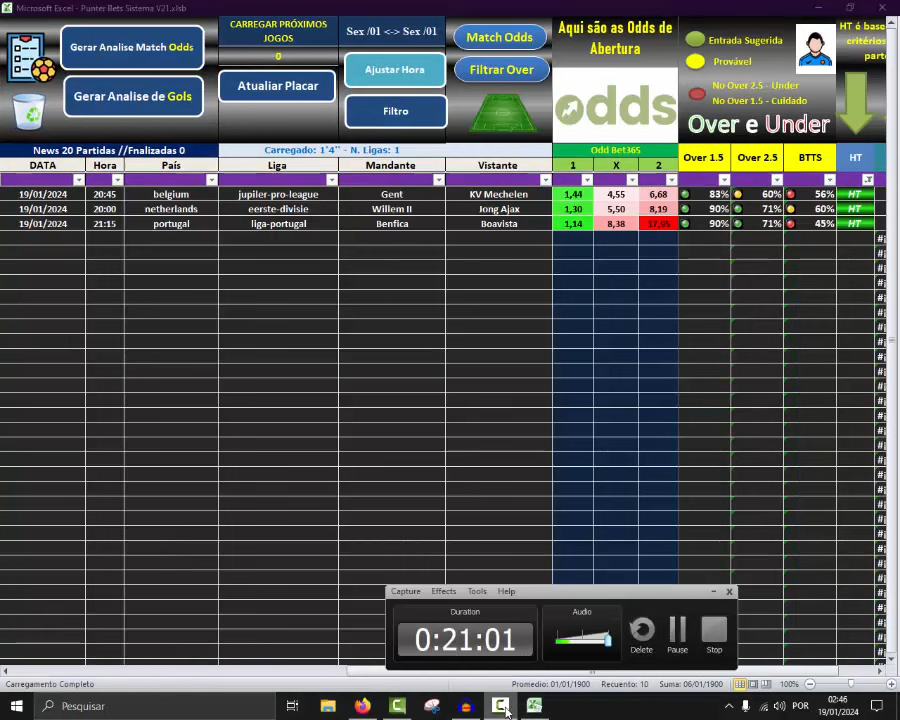 Microsoft Excel - Punter Bets Sistema V21.xlsb
Gerar Analise Match Odds
Gerar Analise de Gols
CARREGAR PRÓXIMOS
JOGOS
0
Atualiar Placar
Sex /01 <-> Sex /01
Ajustar Hora
Filtro
Match Odds
Filtrar Over
Aqui são as Odds de
Abertura
odds
Entrada Sugerida
Provável
No Over 2.5 - Under
No Over 1.5 - Cuidado
Over e Under
HT é base
critérios
parte
News 20 Partidas //Fnalizadas 0
Carregado: 1'4'' - N. Ligas: 1
Odd Bet365
Over 1.5 Over 2.5 BTTS HT
DATA Hora País Liga Mandante Vistante 1 X 2
19/01/2024 20:45 belgium jupiler-pro-league Gent KV Mechelen 1,44 4,55 6,68 83% 60% 56% HT
19/01/2024 20:00 netherlands eerste-divisie Willem II Jong Ajax 1,30 5,50 8,19 90% 71% 60% HT
19/01/2024 21:15 portugal liga-portugal Benfica Boavista 1,14 8,38 17,95 90% 71% 45% HT
Capture Effects Tools Help
Duration
0:21:01
Audio
Delete Pause Stop
Carregamento Completo
Promedio: 01/01/1900 Recuento: 10 Suma: 06/01/1900
100%
Pesquisar
POR
02:46
19/01/2024